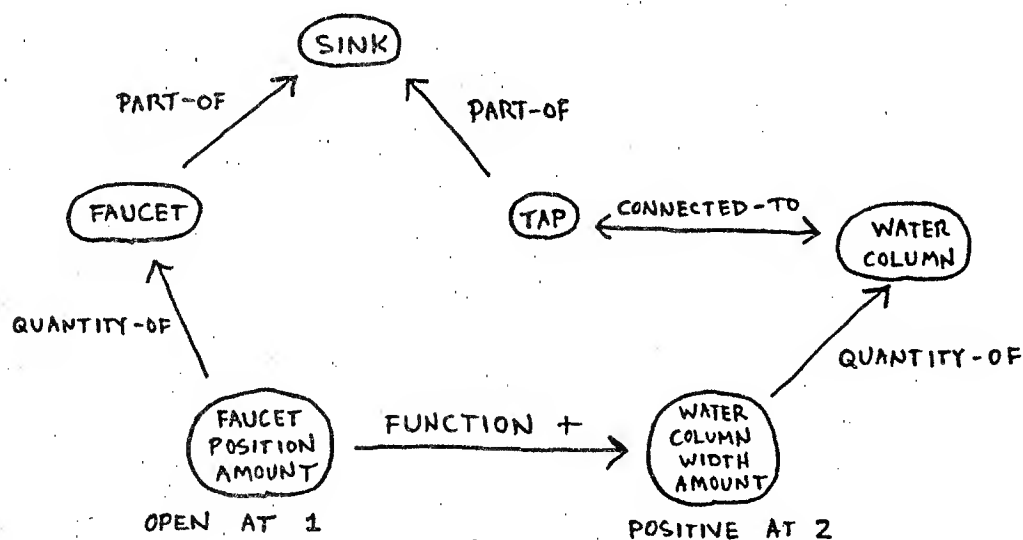 SINK
PART-OF
PART-OF
FAUCET
TAP
CONNECTED-TO
WATER
COLUMN
QUANTITY-OF
QUANTITY-OF
FAUCET
POSITION
AMOUNT
FUNCTION +
WATER
COLUMN
WIDTH
AMOUNT
OPEN AT 1
POSITIVE AT 2